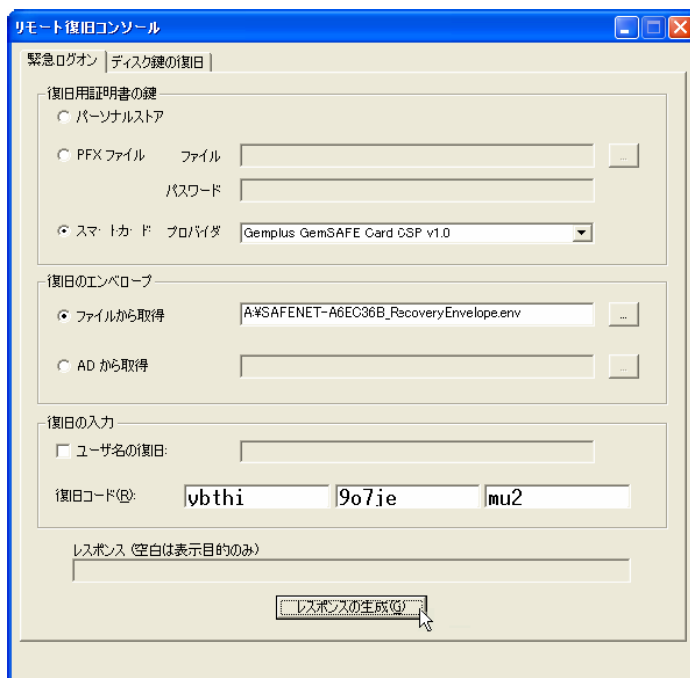 リモート復旧コンソール
緊急ログオン ディスク鍵の復旧
復旧用証明書の鍵
パーソナルストア
PFX ファイル ファイル ...
パスワード
スマートカード プロバイダ Gemplus GemSAFE Card CSP v1.0
復旧のエンベロープ
ファイルから取得 A:¥SAFENET-A6EC36B_RecoveryEnvelope.env ...
AD から取得 ...
復旧の入力
ユーザ名の復旧:
復旧コード(R): vbthi 9o7je mu2
レスポンス (空白は表示目的のみ)
レスポンスの生成(G)